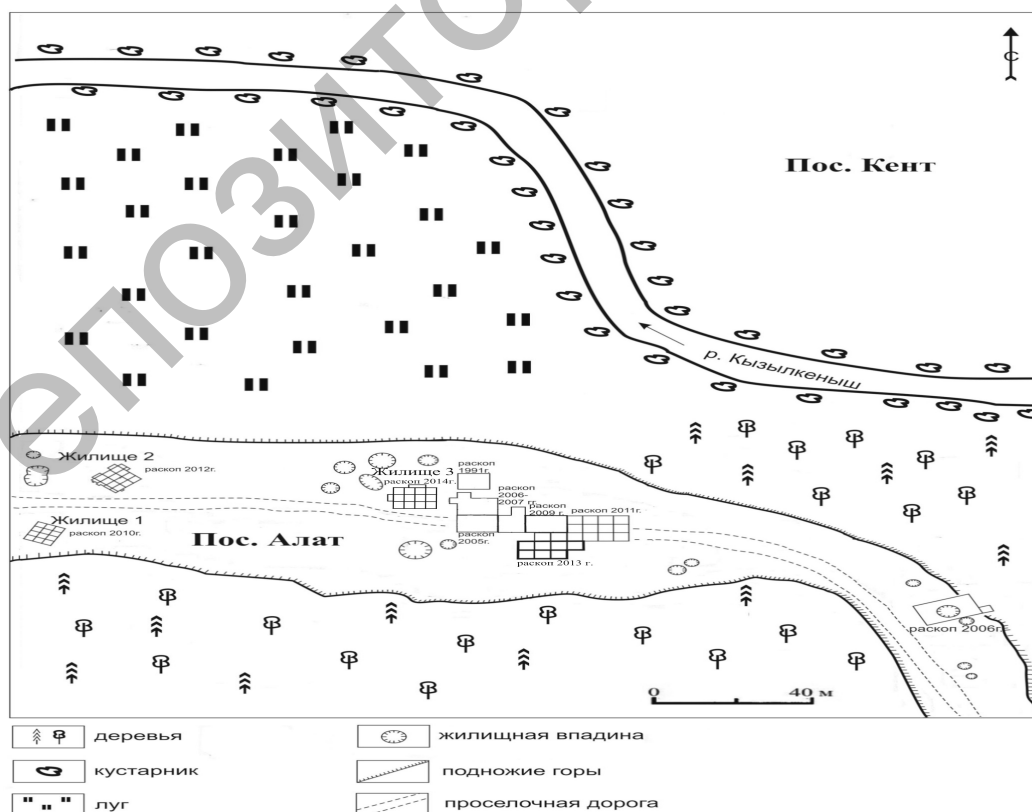 епозито
С
Пос. Кент
р. Кызылкеныш
Жилище 2
раскоп 2012г.
Жилище 3
раскоп 2014г.
раскоп
1991г.
раскоп
2006-
2007 гг.
раскоп
2009 г.
раскоп 2011г.
Жилище 1
раскоп 2010г.
Пос. Алат
раскоп
2005г.
раскоп 2013 г.
раскоп 2006г.
0 40 м
деревья
жилищная впадина
кустарник
подножие горы
луг
проселочная дорога